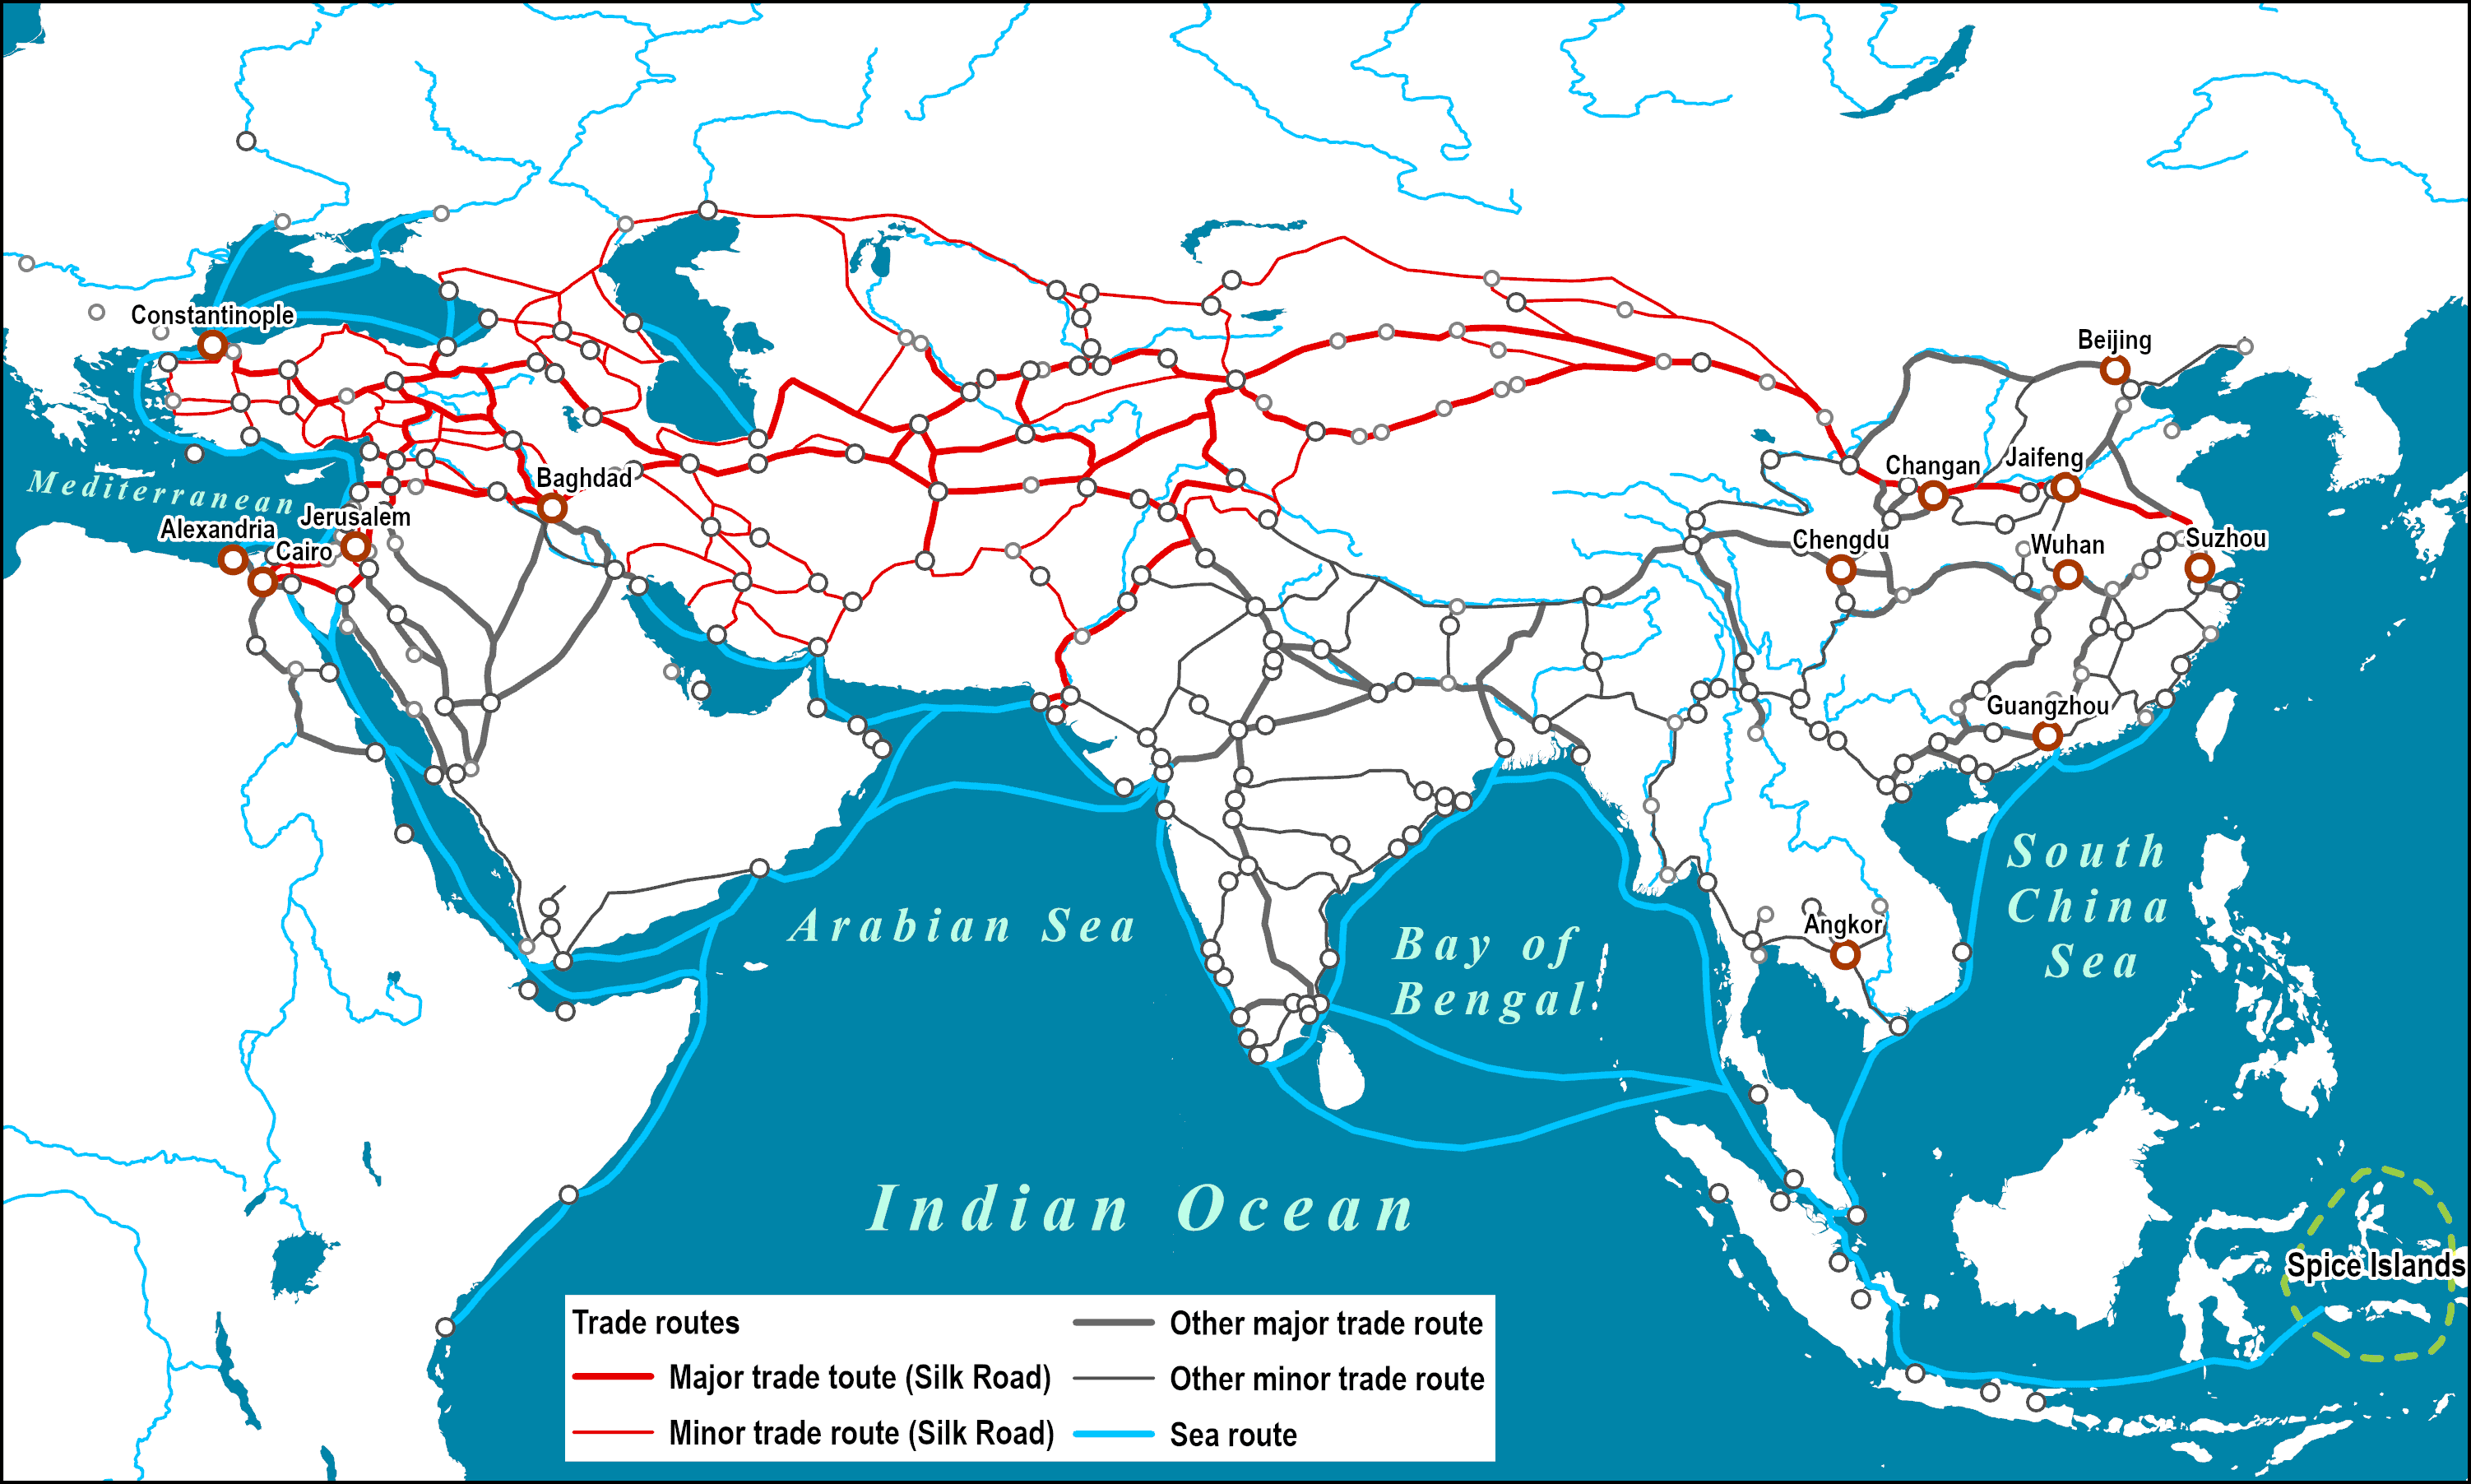 Constantinople
Beijing
Mediterranean
Baghdad
Changan
Jaifeng
Alexandria
Jerusalem
Cairo
Chengdu
Wuhan
Suzhou
Guangzhou
Arabian Sea
Bay of
Bengal
Angkor
South
China
Sea
Indian Ocean
Spice Islands
Trade routes
Major trade toute (Silk Road)
Minor trade route (Silk Road)
Other major trade route
Other minor trade route
Sea route